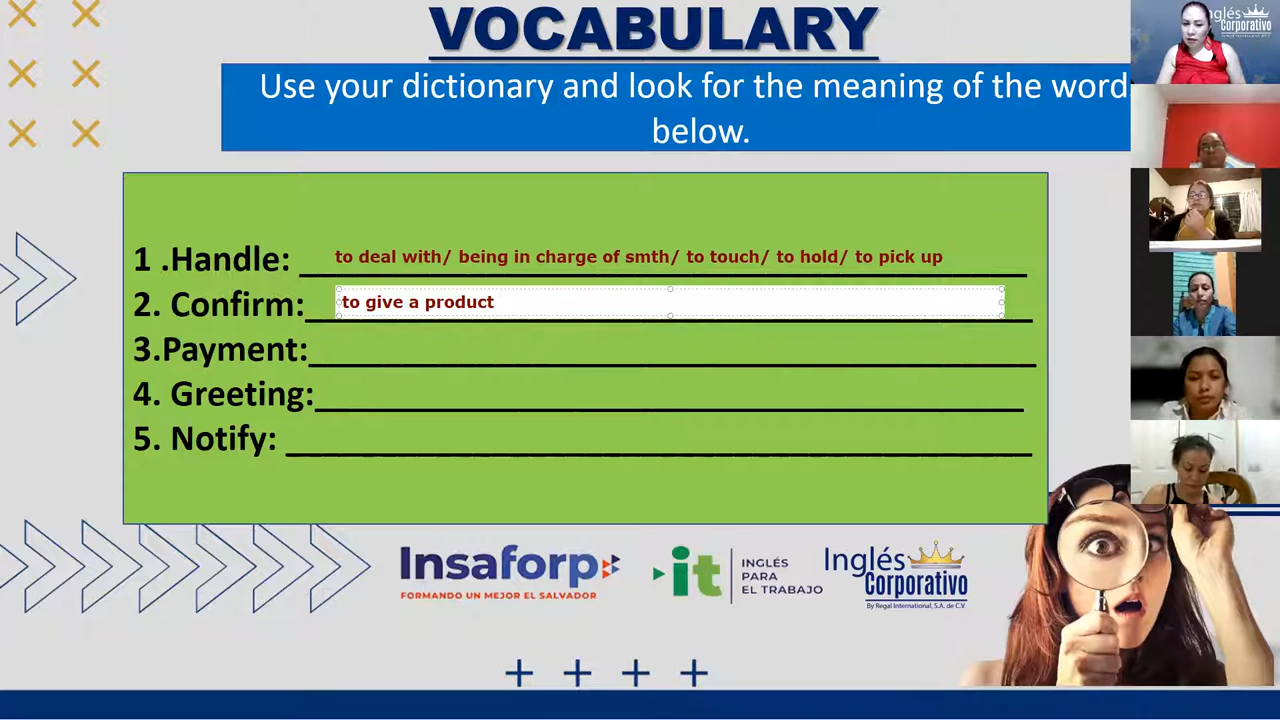 VOCABULARY
Use your dictionary and look for the meaning of the word
below.
1 .Handle: to deal with/ being in charge of smth/ to touch/ to hold/ to pick up
2. Confirm: to give a product
3.Payment:
4. Greeting:
5. Notify:
Insaforp
FORMANDO UN MEJOR EL SALVADOR
it
INGLÉS
PARA
EL TRABAJO
Inglés
Corporativo
By Regal International, S.A. de C.V.
nglés
Corporativo